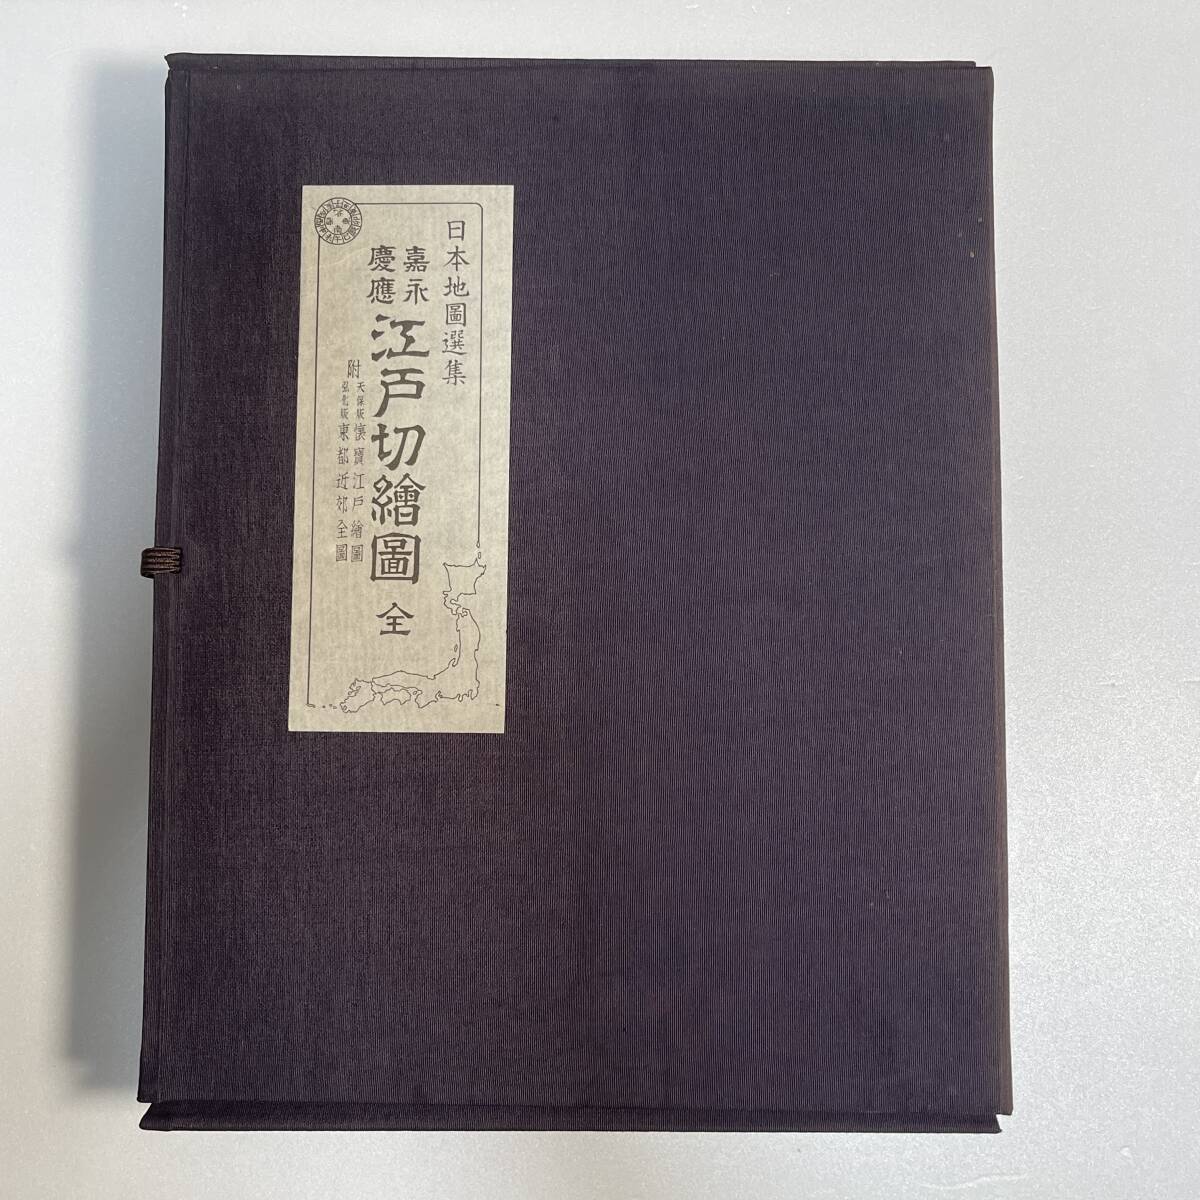 日本地圖選集
嘉永
慶應
江戸切繪圖 全
附
天保版 懐寶江戸繪圖
弘化版 東都近郊全圖